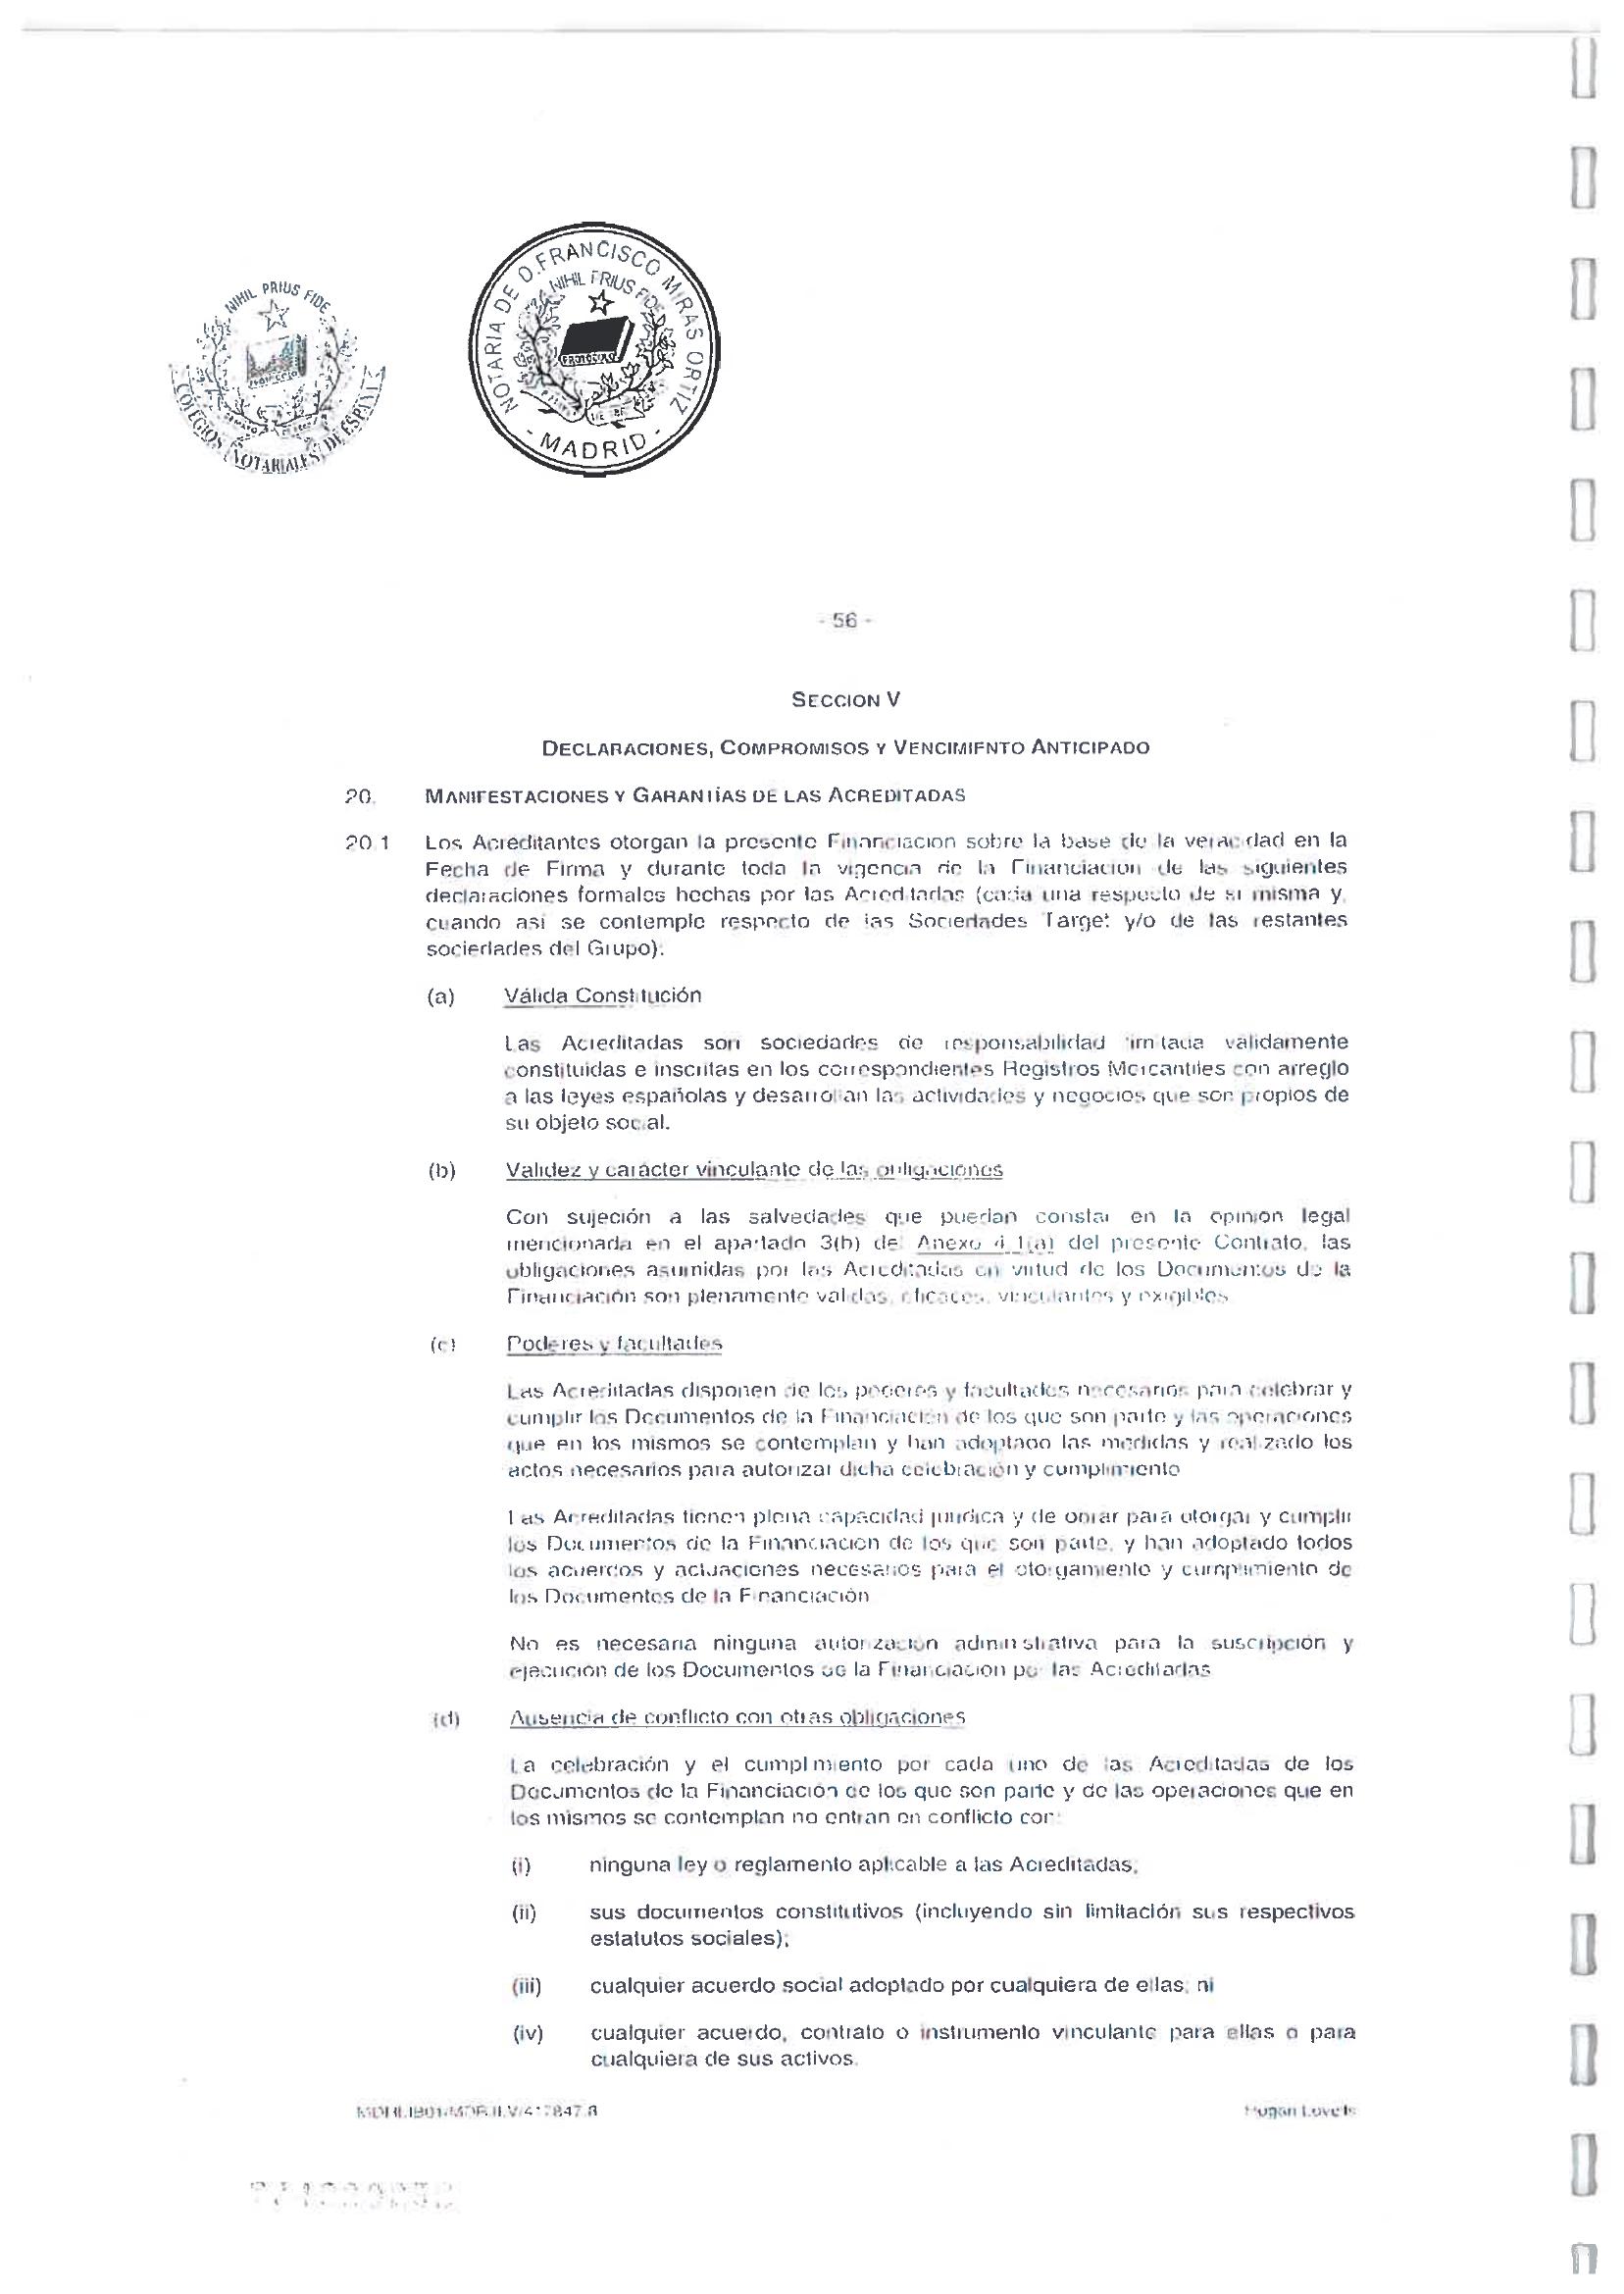 NIHIL PRIUS FIDE
COLEGIOS NOTARIALES DE ESPAÑA
NOTARIA DE D. FRANCISCO MIRAS ORTIZ
NIHIL PRIUS FIDE
PROTOCOLO
- MADRID -
- 56 -
SECCION V
DECLARACIONES, COMPROMISOS Y VENCIMIENTO ANTICIPADO
20. MANIFESTACIONES Y GARANTÍAS DE LAS ACREDITADAS
20.1 Los Acreditantes otorgan la presente Financiación sobre la base de la veracidad en la
Fecha de Firma y durante toda la vigencia de la Financiación de las siguientes
declaraciones formales hechas por las Acreditadas (cada una respecto de si misma y,
cuando así se contemple respecto de las Sociedades Target y/o de las restantes
sociedades del Grupo):
(a) Válida Constitución
Las Acreditadas son sociedades de responsabilidad limitada válidamente
constituidas e inscritas en los correspondientes Registros Mercantiles con arreglo
a las leyes españolas y desarrollan las actividades y negocios que son propios de
su objeto social.
(b) Validez y carácter vinculante de las obligaciones
Con sujeción a las salvedades que puedan constar en la opinión legal
mencionada en el apartado 3(b) del Anexo 4.1(a) del presente Contrato, las
obligaciones asumidas por las Acreditadas en virtud de los Documentos de la
Financiación son plenamente válidas, eficaces, vinculantes y exigibles.
(c) Poderes y facultades
Las Acreditadas disponen de los poderes y facultades necesarios para celebrar y
cumplir los Documentos de la Financiación de los que son parte y las operaciones
que en los mismos se contemplan y han adoptado las medidas y realizado los
actos necesarios para autorizar dicha celebración y cumplimiento
Las Acreditadas tienen plena capacidad jurídica y de obrar para otorgar y cumplir
los Documentos de la Financiación de los que son parte, y han adoptado todos
los acuerdos y actuaciones necesarios para el otorgamiento y cumplimiento de
los Documentos de la Financiación
No es necesaria ninguna autorización administrativa para la suscripción y
ejecución de los Documentos de la Financiación por las Acreditadas
(d) Ausencia de conflicto con otras obligaciones
La celebración y el cumplimiento por cada uno de las Acreditadas de los
Documentos de la Financiación de los que son parte y de las operaciones que en
los mismos se contemplan no entran en conflicto con:
(i) ninguna ley o reglamento aplicable a las Acreditadas;
(ii) sus documentos constitutivos (incluyendo sin limitación sus respectivos
estatutos sociales);
(iii) cualquier acuerdo social adoptado por cualquiera de ellas; ni
(iv) cualquier acuerdo, contrato o instrumento vinculante para ellas o para
cualquiera de sus activos.
Hogan Lovells